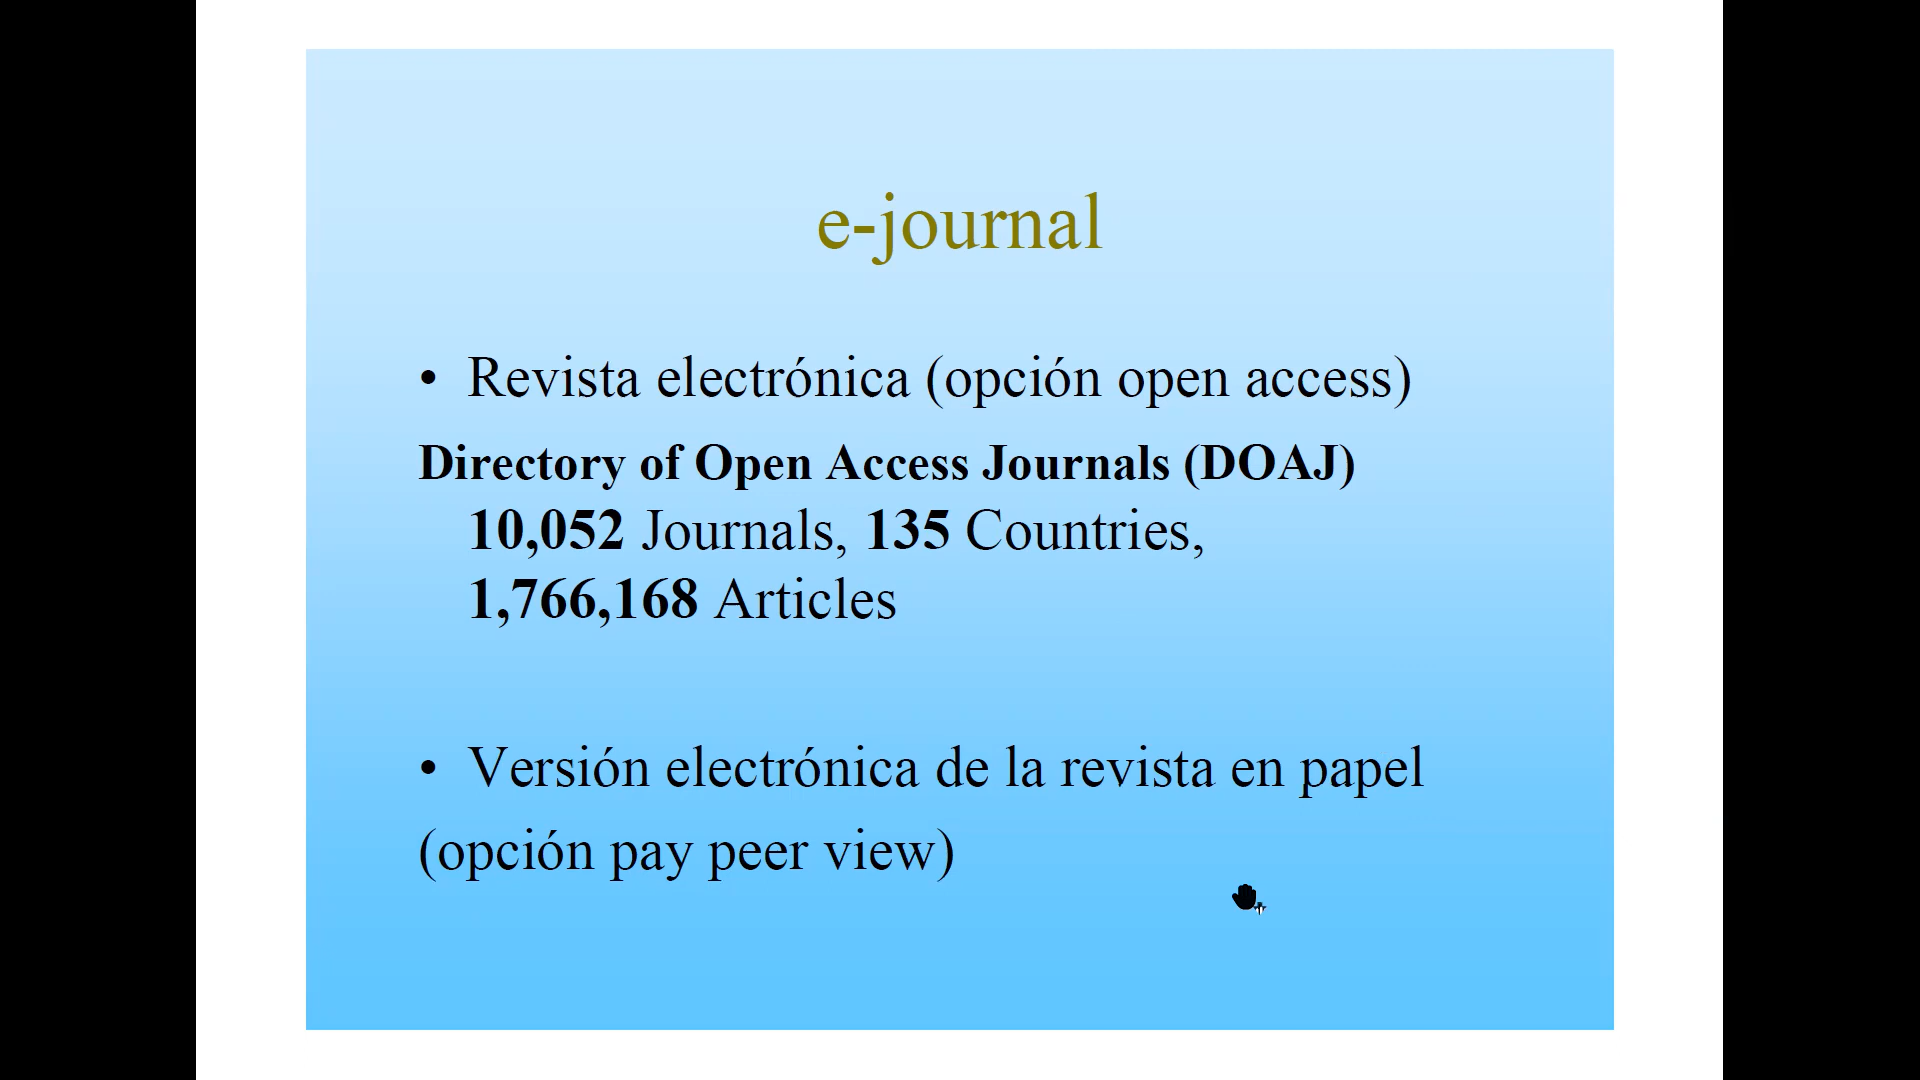 e-journal
• Revista electrónica (opción open access)
Directory of Open Access Journals (DOAJ)
10,052 Journals, 135 Countries,
1,766,168 Articles
• Versión electrónica de la revista en papel
(opción pay peer view)